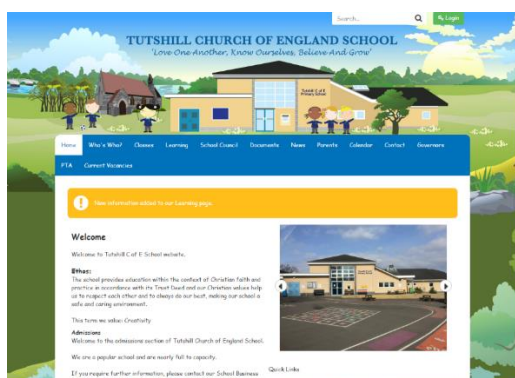 Search..
Login
TUTSHILL CHURCH OF ENGLAND SCHOOL
'Love One Another, Know Ourselves, Believe And Grow'
Tutshill C of E
Primary School
Home Who's Who? Classes Learning School Council Documents News Parents Calendar Contact Governors
PTA Current Vacancies
New information added to our Learning page.
Welcome
Welcome to Tutshill C of E School website.
Ethos:
The school provides education within the context of Christian faith and
practice in accordance with its Trust Deed and our Christian values help
us to respect each other and to always do our best, making our school a
safe and caring environment.
This term we value: Creativity
Admissions
Welcome to the admissions section of Tutshill Church of England School.
We are a popular school and are nearly full to capacity.
If you require further information, please contact our School Business
Quick Links